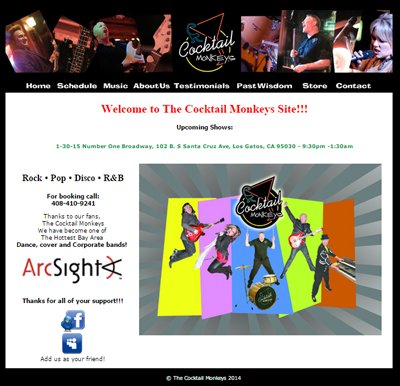 Cocktail
MONKEYS
Home Schedule Music About Us Testimonials Past Wisdom Store Contact
Welcome to The Cocktail Monkeys Site!!!
Upcoming Shows:
1-30-15 Number One Broadway, 102 B. S Santa Cruz Ave, Los Gatos, CA 95030 - 9:30pm -1:30am
Rock • Pop • Disco • R&B
For booking call:
408-410-9241
Thanks to our fans,
The Cocktail Monkeys
We have become one of
The Hottest Bay Area
Dance, cover and Corporate bands!
ArcSight
Thanks for all of your support!!!
Add us as your friend!
Cocktail
MONKEYS
© The Cocktail Monkeys 2014